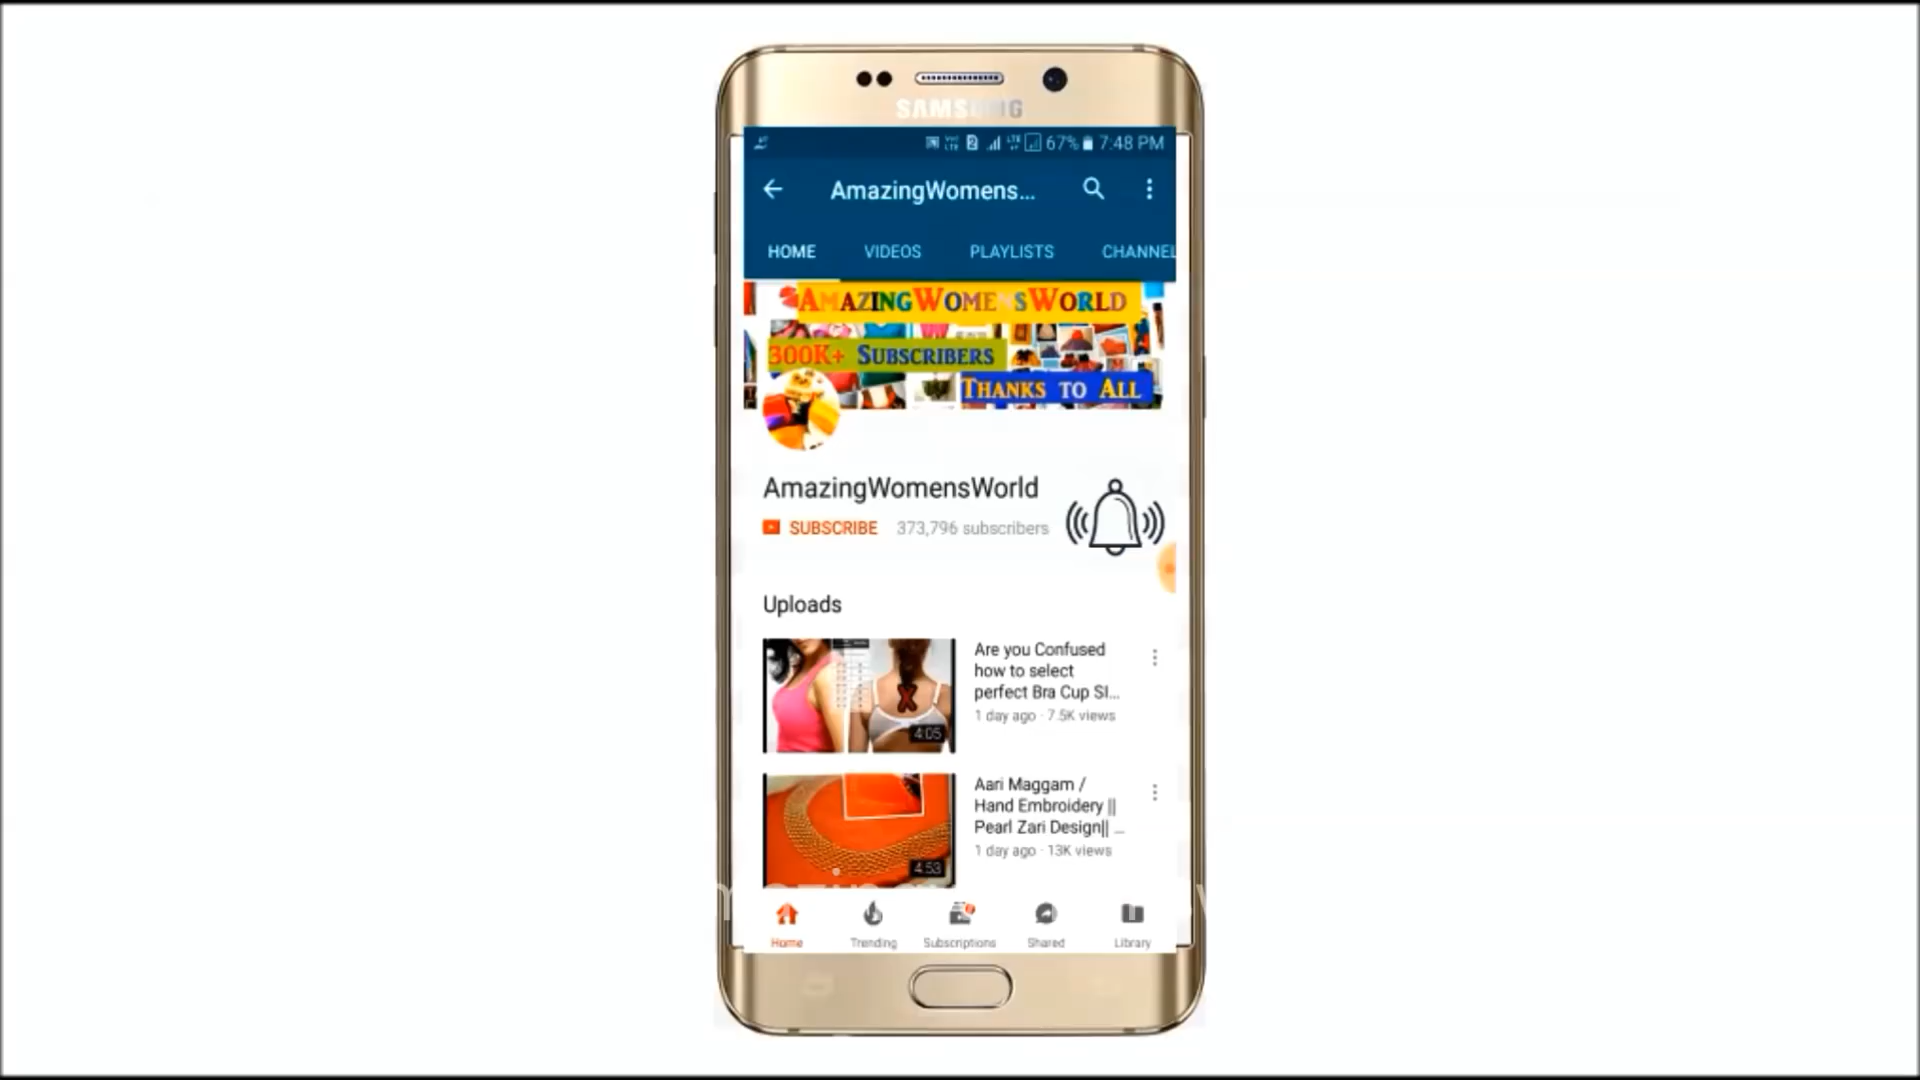 SAMSUNG
67% 7:48 PM
AmazingWomens...
HOME VIDEOS PLAYLISTS CHANNEL
AmazingWomensWorld
300K+ Subscribers
Thanks to All
AmazingWomensWorld
SUBSCRIBE 373,796 subscribers
Uploads
Are you Confused
how to select
perfect Bra Cup SI...
1 day ago · 7.5K views
4:05
Aari Maggam /
Hand Embroidery ||
Pearl Zari Design|| ...
1 day ago · 13K views
4:53
Home Trending Subscriptions Shared Library